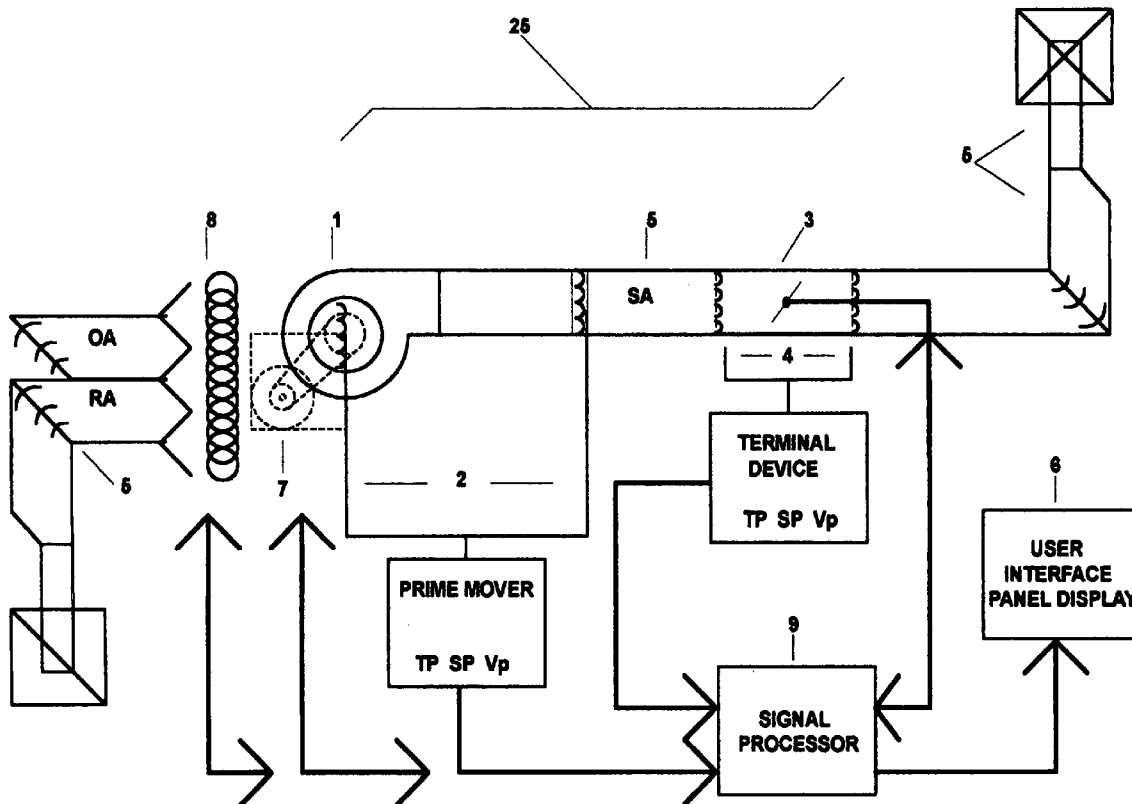 25
5
8
1
5
3
SA
OA
4
RA
TERMINAL
DEVICE
TP SP Vp
5
7
2
6
USER
INTERFACE
PANEL DISPLAY
PRIME MOVER
TP SP Vp
9
SIGNAL
PROCESSOR